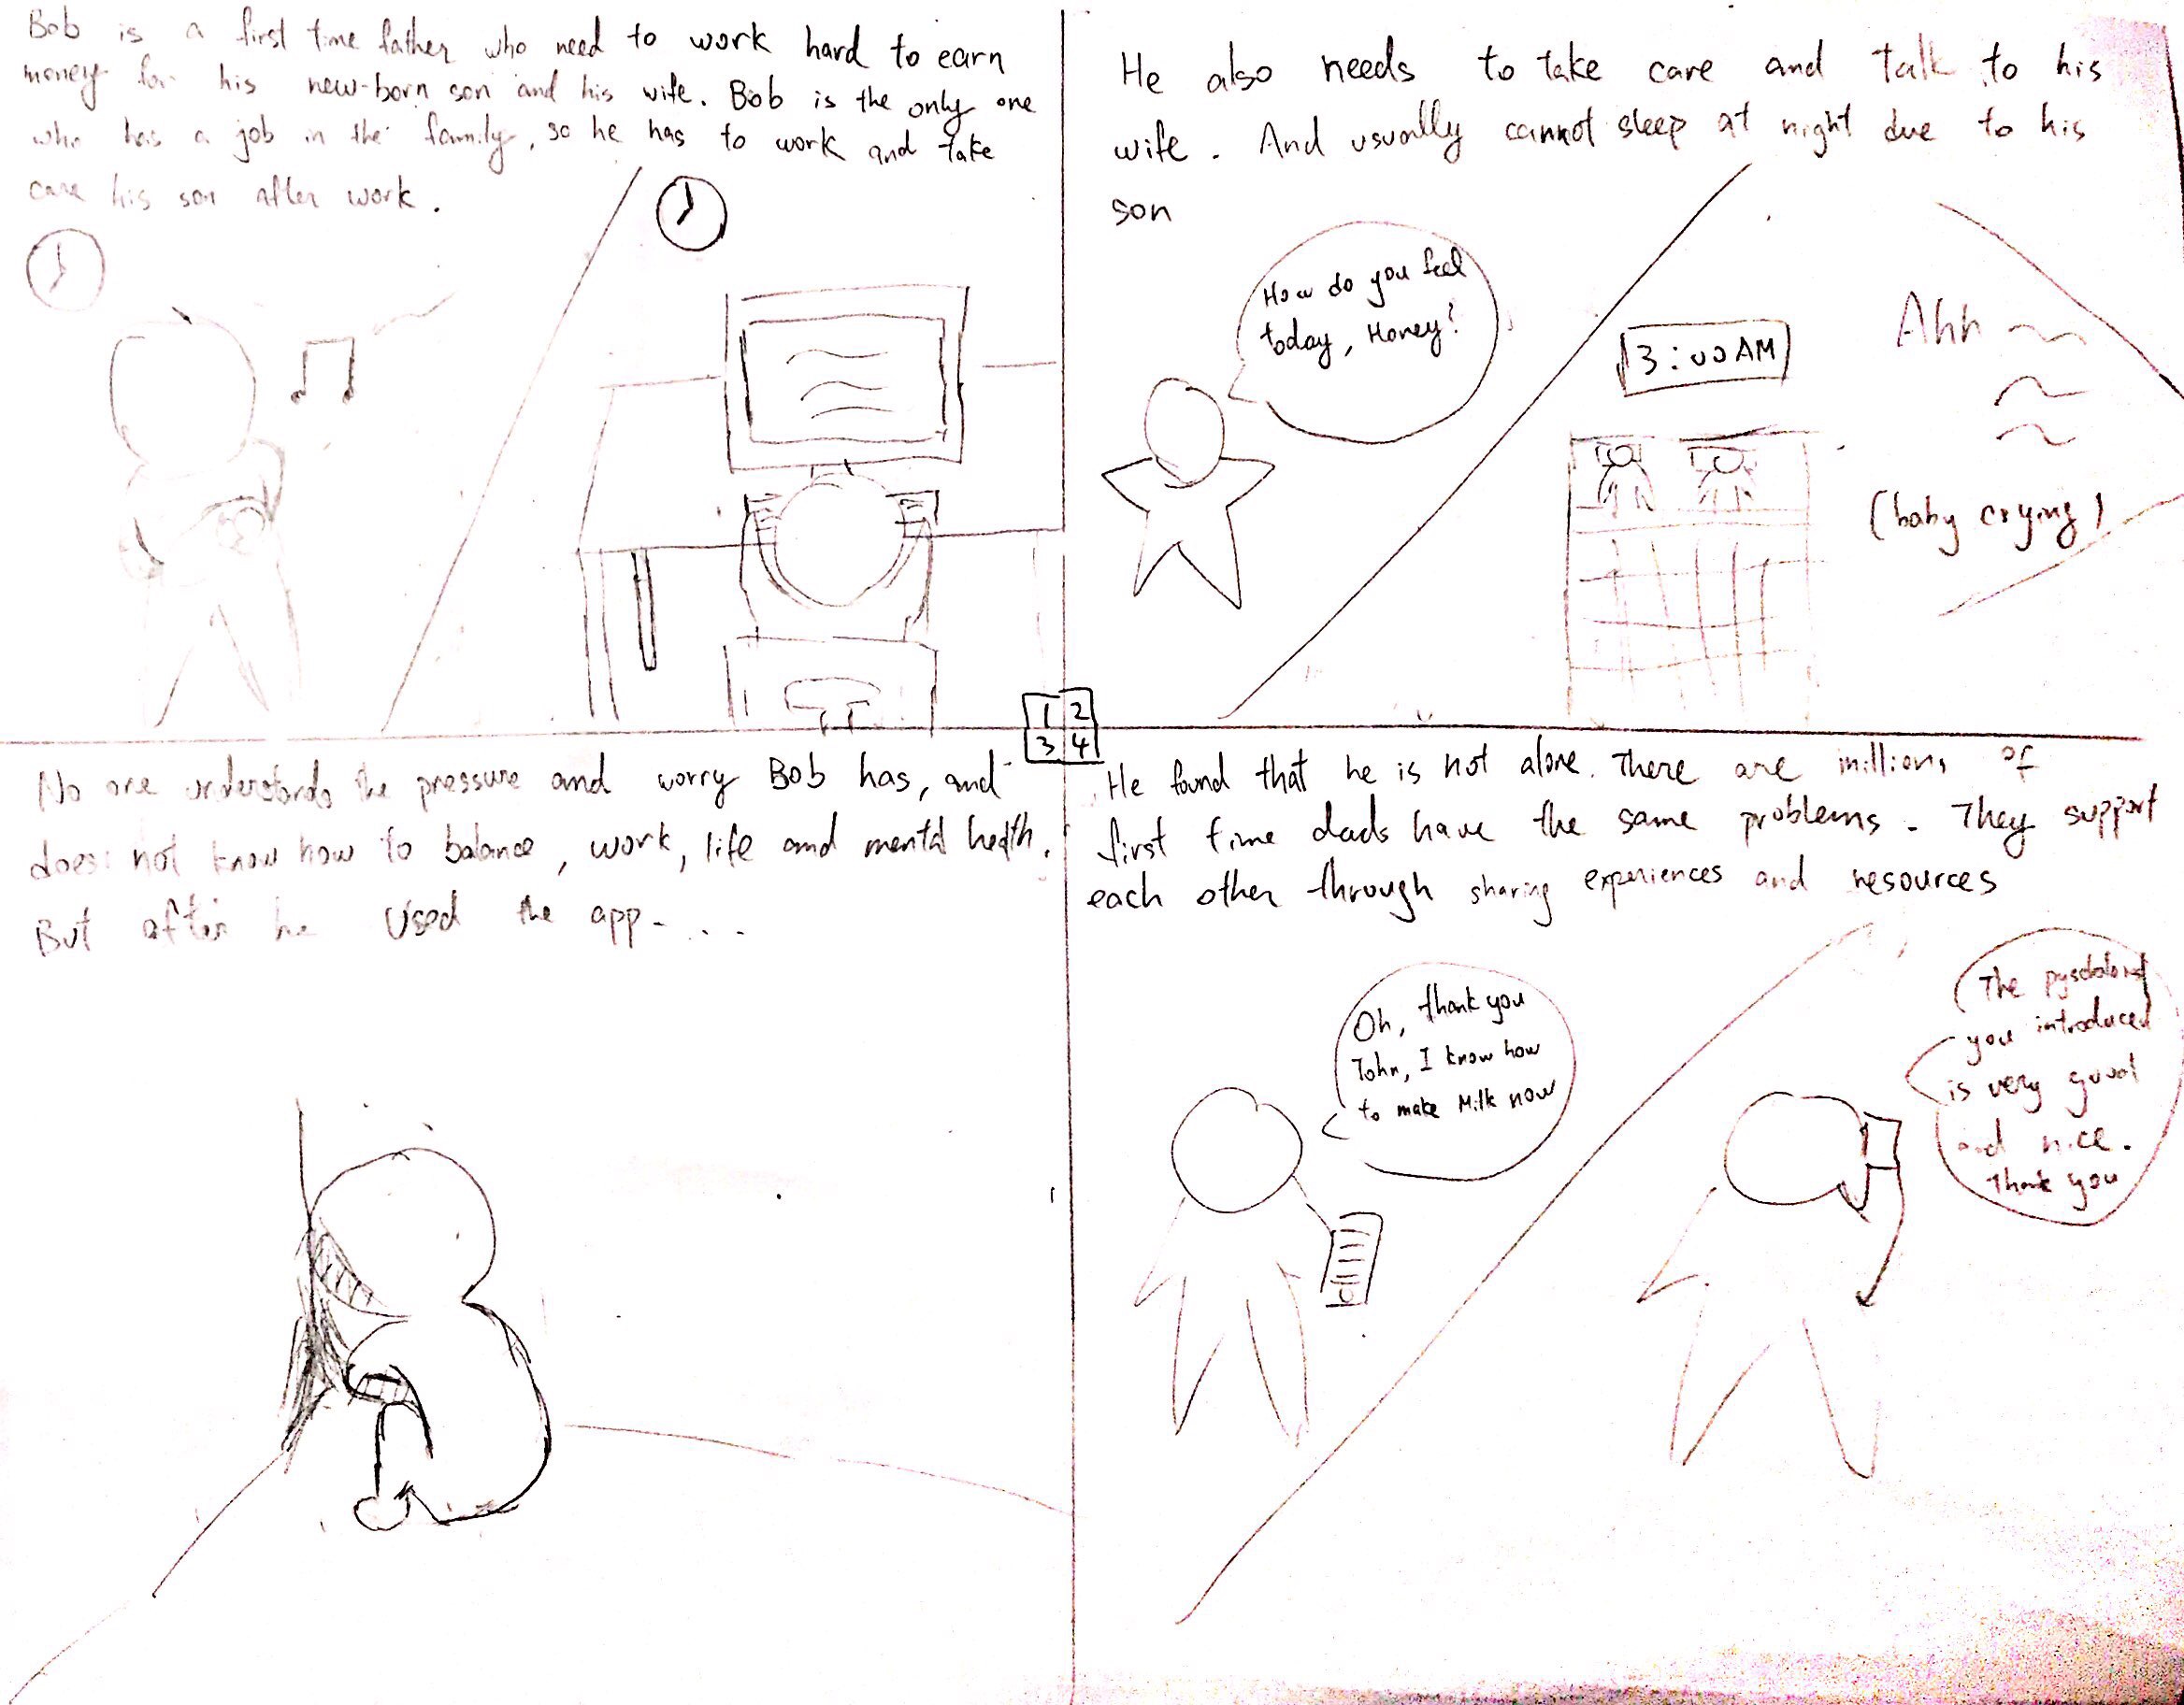 Bob is a first time father who need to work hard to earn
money for his new-born son and his wife. Bob is the only one
who has a job in the family, so he has to work and take
care his son after work.
He also needs to take care and talk to his
wife. And usually cannot sleep at night due to his
son
How do you feel
today, Honey?
3:00 AM
Ahh
(baby crying)
1 2
3 4
No one understands the pressure and worry Bob has, and
does not know how to balance, work, life and mental health.
But after he used the app....
He found that he is not alone. There are millions of
first time dads have the same problems. They support
each other through sharing experiences and resources
Oh, thank you
John, I know how
to make Milk now
The
you introduced
is very good
and nice.
Thank you